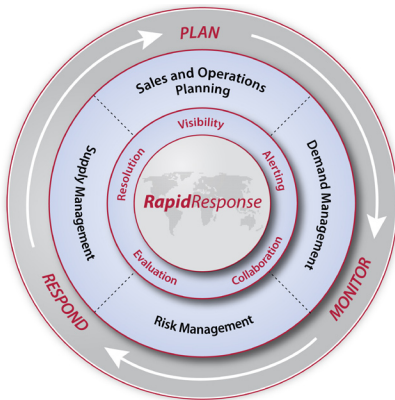 PLAN
Sales and Operations
Planning
Visibility
Resolution
Alerting
Supply Management
Demand Management
RapidResponse
Evaluation
Collaboration
RESPOND
MONITOR
Risk Management